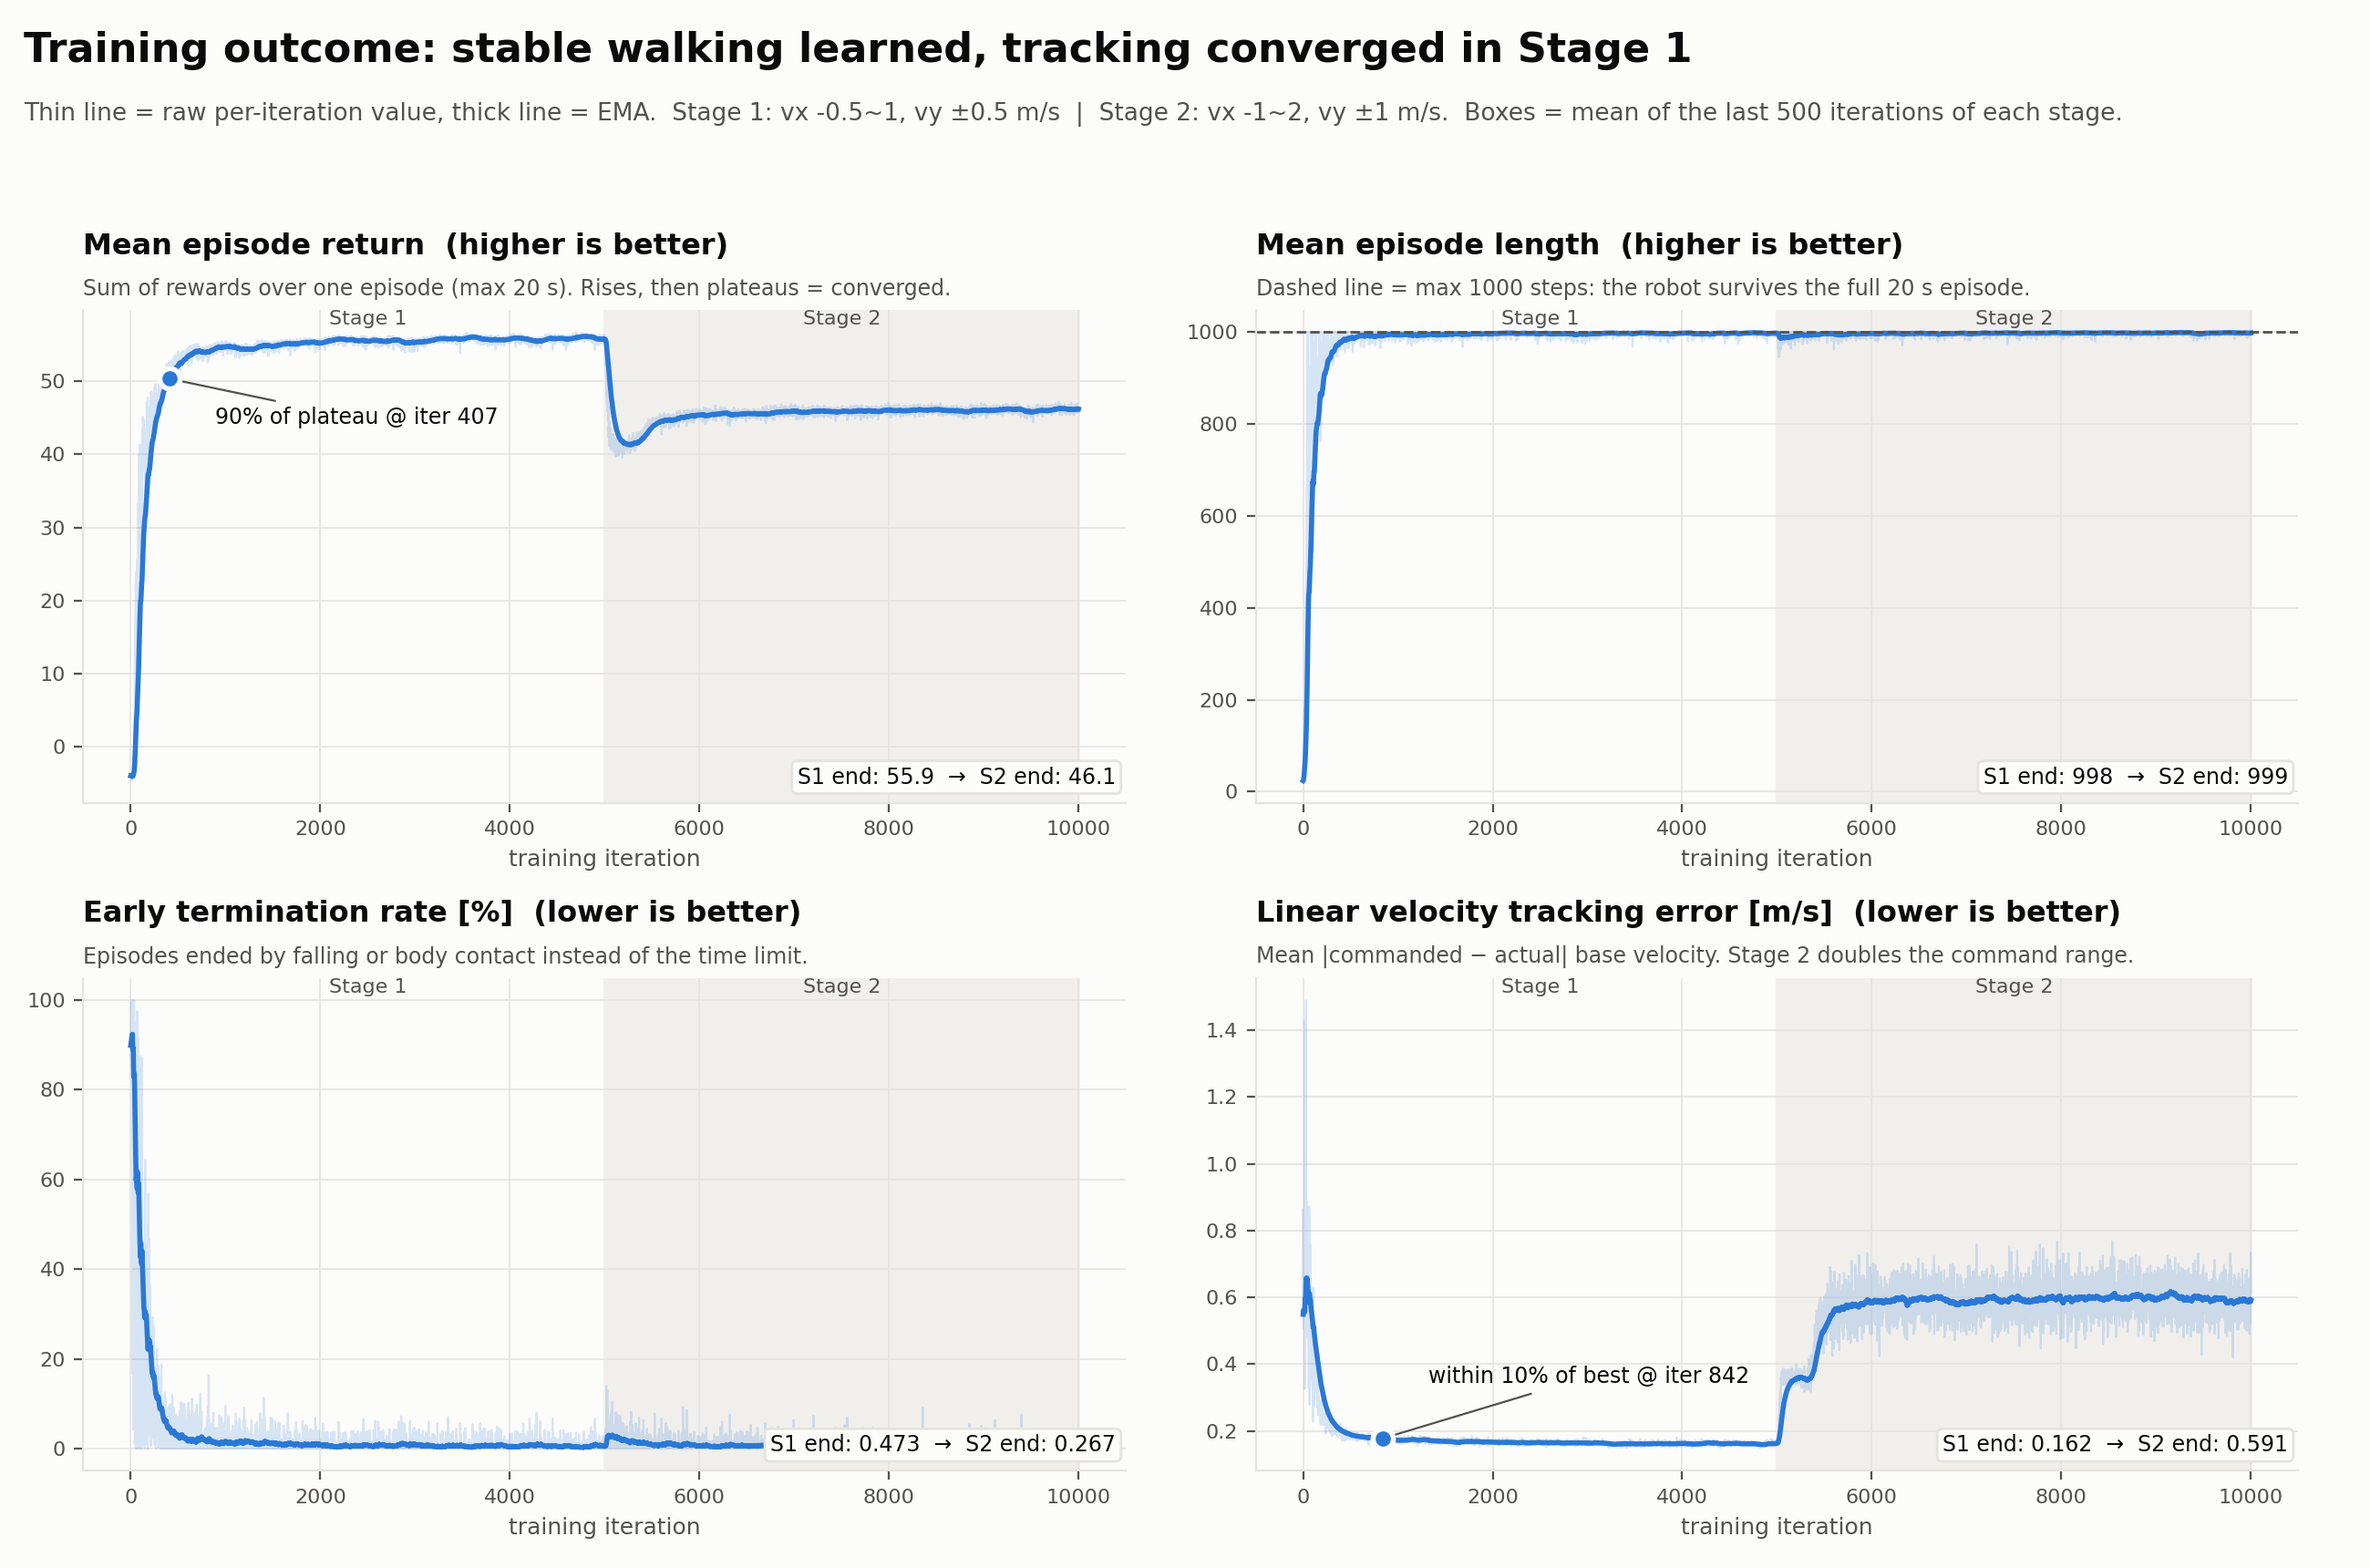 Training outcome: stable walking learned, tracking converged in Stage 1
Thin line = raw per-iteration value, thick line = EMA.  Stage 1: vx -0.5~1, vy ±0.5 m/s  |  Stage 2: vx -1~2, vy ±1 m/s.  Boxes = mean of the last 500 iterations of each stage.
Mean episode return  (higher is better)
Sum of rewards over one episode (max 20 s). Rises, then plateaus = converged.
Stage 1
Stage 2
50
40
30
20
10
0
90% of plateau @ iter 407
S1 end: 55.9  →  S2 end: 46.1
0
2000
4000
6000
8000
10000
training iteration
Mean episode length  (higher is better)
Dashed line = max 1000 steps: the robot survives the full 20 s episode.
Stage 1
Stage 2
1000
800
600
400
200
0
S1 end: 998  →  S2 end: 999
0
2000
4000
6000
8000
10000
training iteration
Early termination rate [%]  (lower is better)
Episodes ended by falling or body contact instead of the time limit.
Stage 1
Stage 2
100
80
60
40
20
0
S1 end: 0.473  →  S2 end: 0.267
0
2000
4000
6000
8000
10000
training iteration
Linear velocity tracking error [m/s]  (lower is better)
Mean |commanded − actual| base velocity. Stage 2 doubles the command range.
Stage 1
Stage 2
1.4
1.2
1.0
0.8
0.6
0.4
0.2
within 10% of best @ iter 842
S1 end: 0.162  →  S2 end: 0.591
0
2000
4000
6000
8000
10000
training iteration